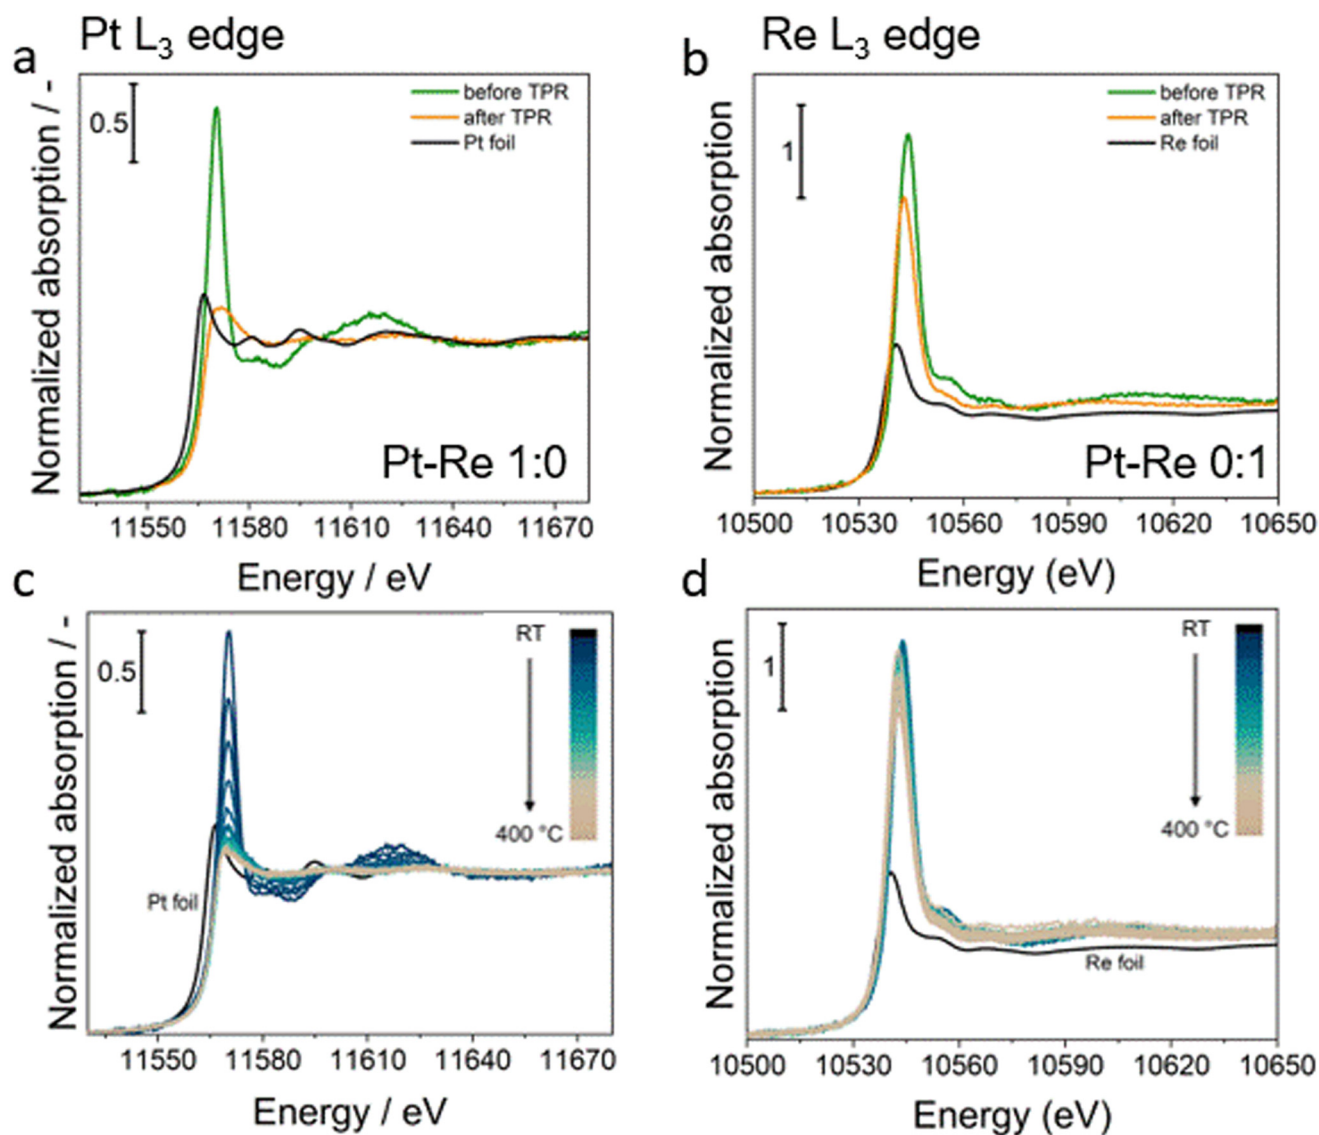 Pt L₃ edge
a
0.5
before TPR
after TPR
Pt foil
Pt-Re 1:0
Normalized absorption / -
11550 11580 11610 11640 11670
Energy / eV
Re L₃ edge
b
1
before TPR
after TPR
Re foil
Pt-Re 0:1
Normalized absorption
10500 10530 10560 10590 10620 10650
Energy (eV)
c
0.5
RT
400 °C
Pt foil
Normalized absorption / -
11550 11580 11610 11640 11670
Energy / eV
d
1
RT
400 °C
Re foil
Normalized absorption
10500 10530 10560 10590 10620 10650
Energy (eV)